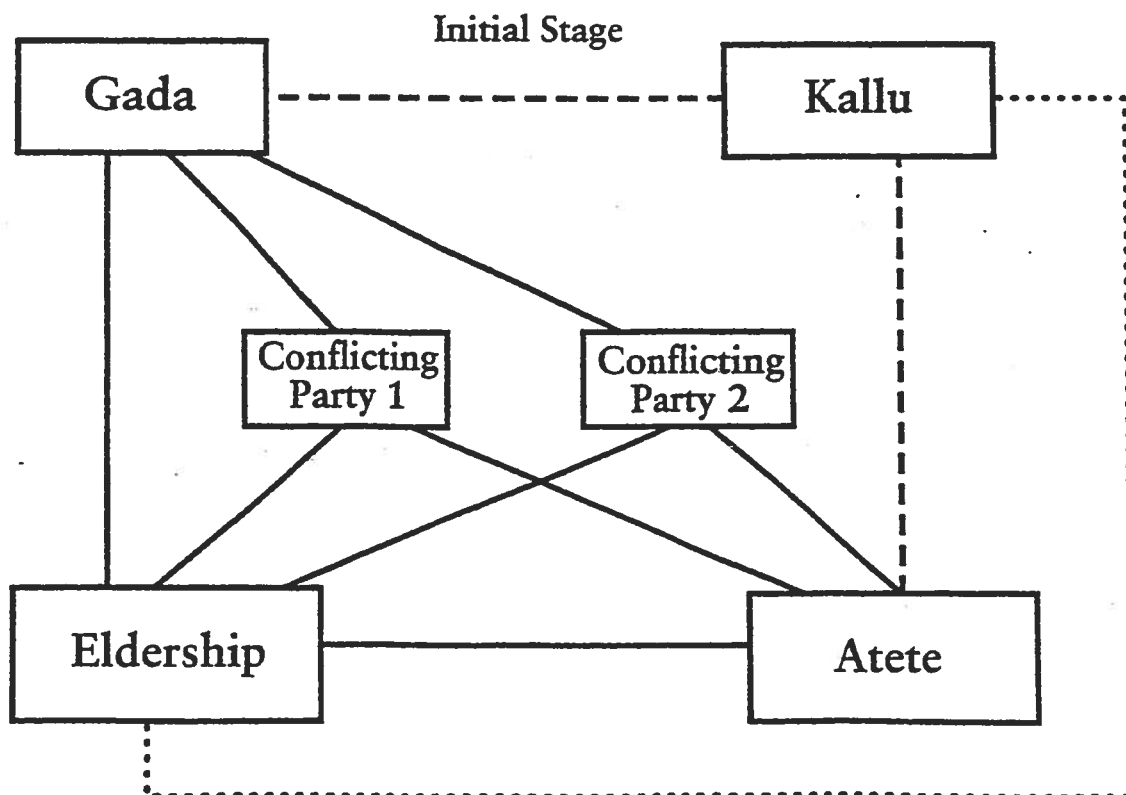 Initial Stage
Gada
Kallu
Conflicting
Party 1
Conflicting
Party 2
Eldership
Atete